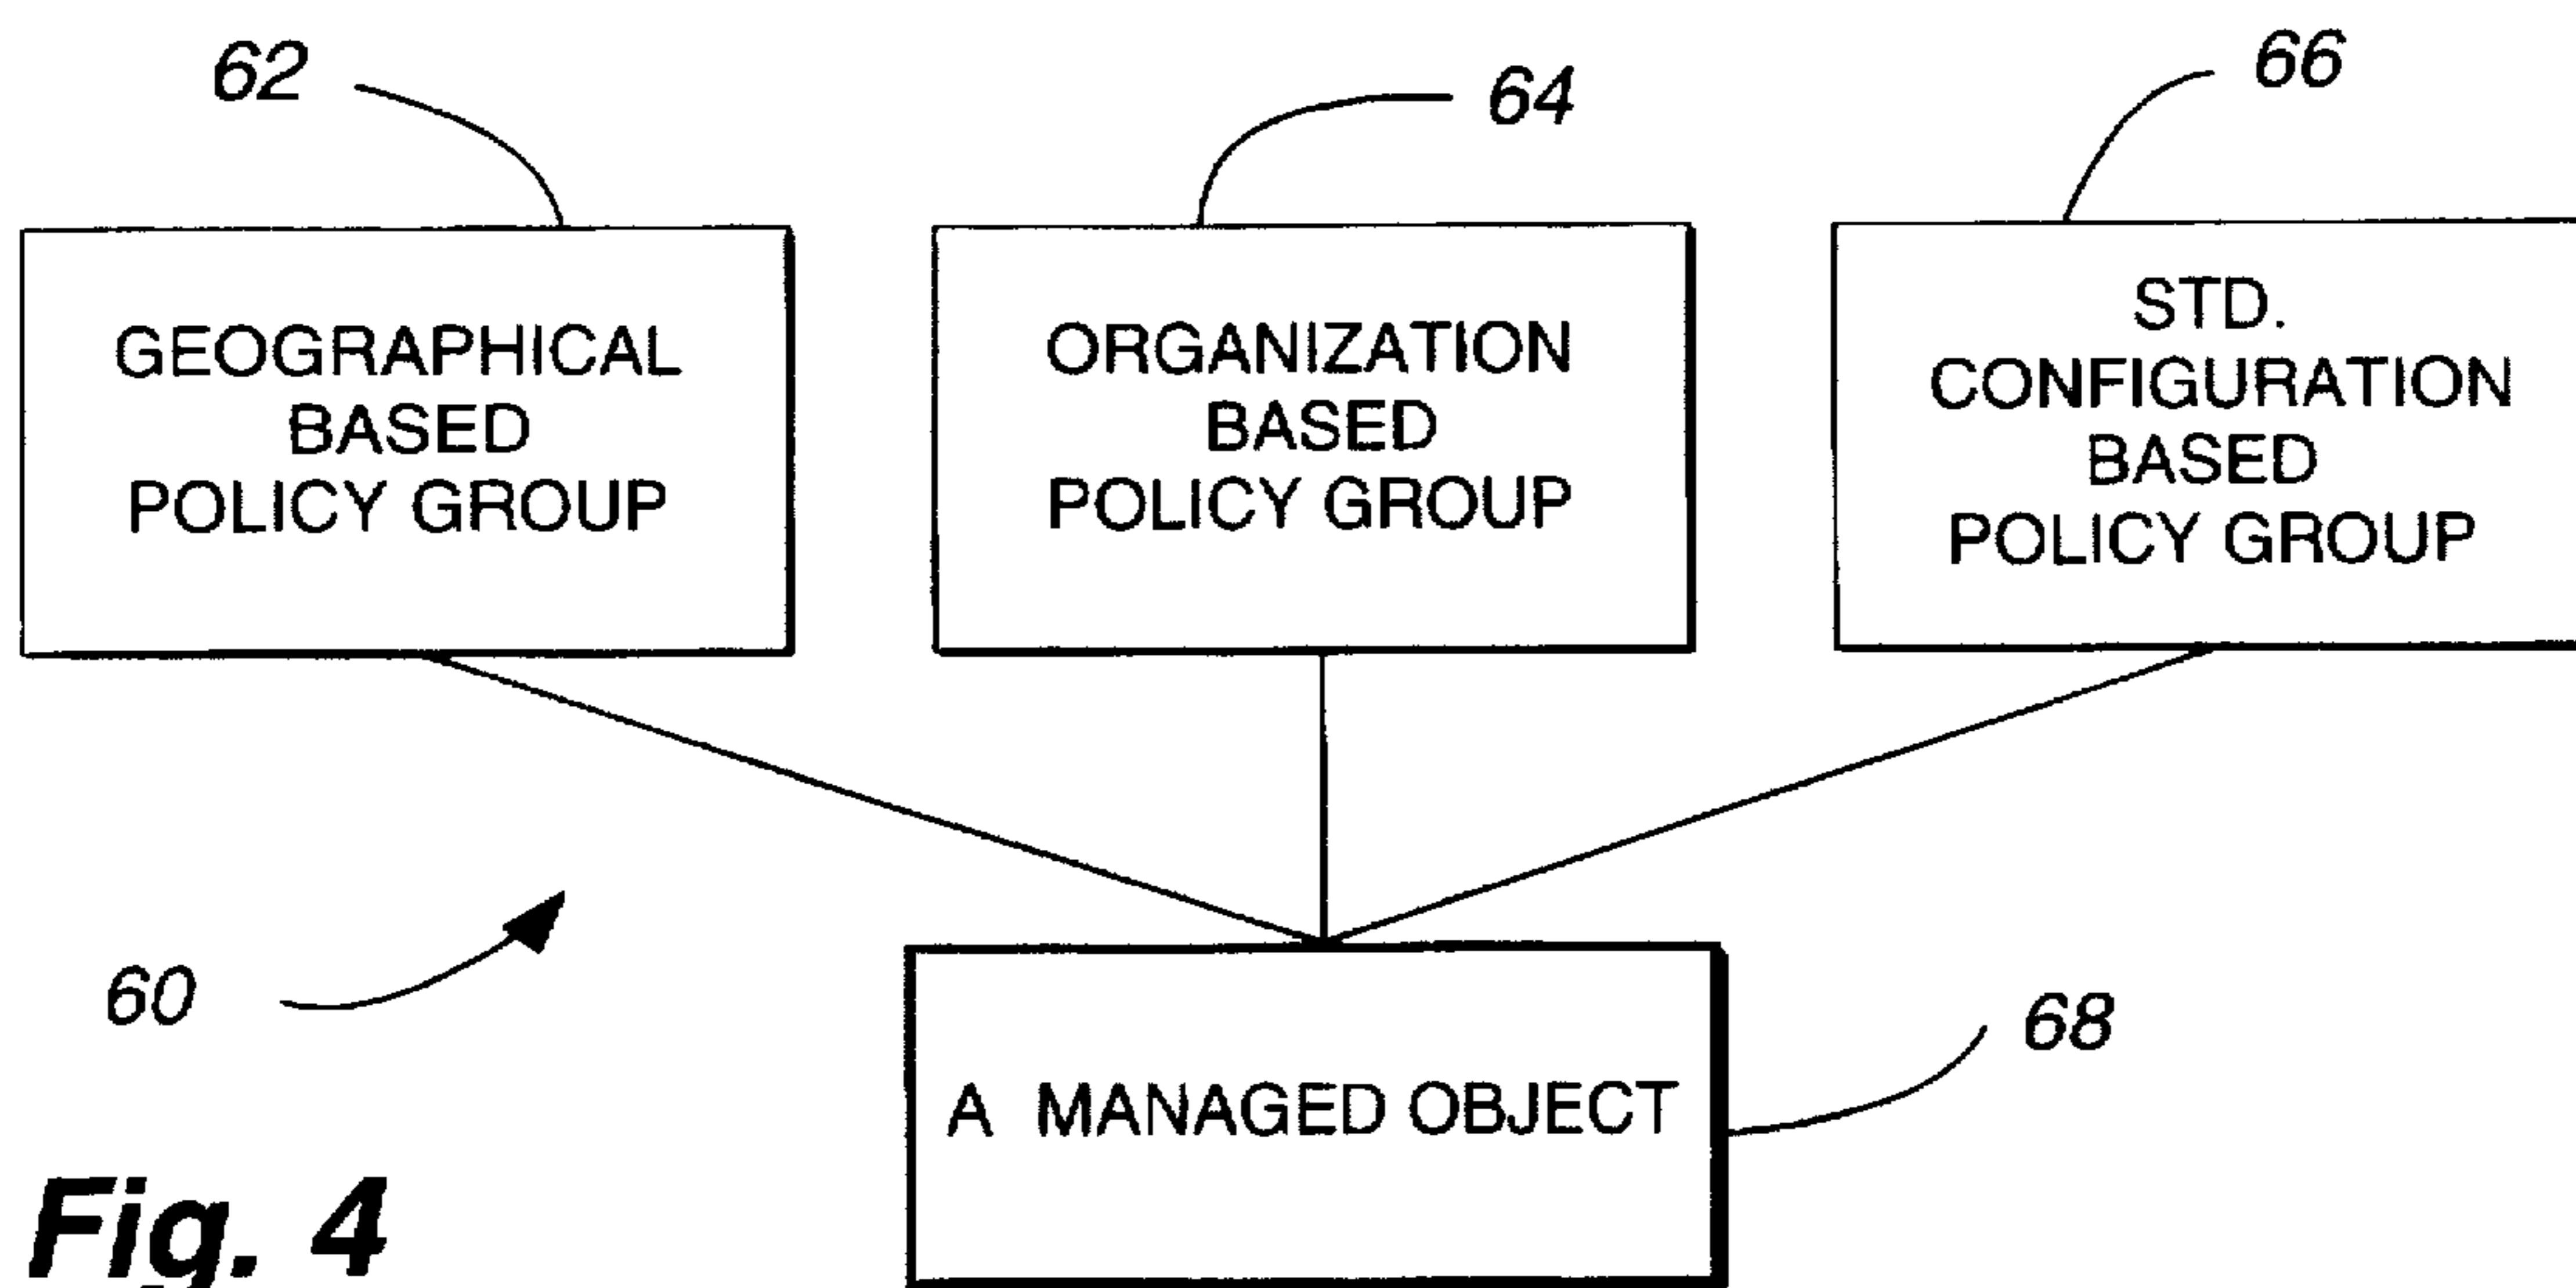 62
64
66
GEOGRAPHICAL
BASED
POLICY GROUP
ORGANIZATION
BASED
POLICY GROUP
STD.
CONFIGURATION
BASED
POLICY GROUP
60
68
A MANAGED OBJECT
Fig. 4